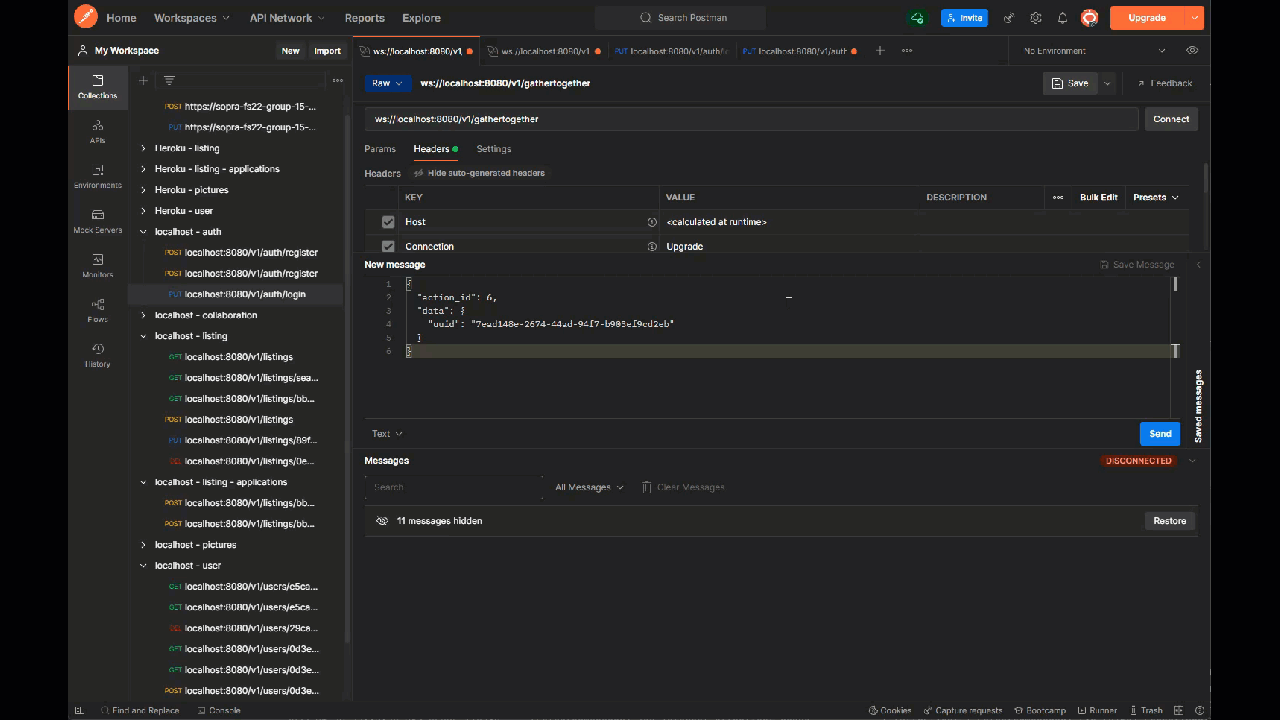 Home Workspaces API Network Reports Explore Search Postman Invite Upgrade
My Workspace New Import
ws://localhost:8080/v1, ws://localhost:8080/v1 PUT localhost:8080/v1/auth/ PUT localhost:8080/v1/auth No Environment
Collections
APIs
Environments
Mock Servers
Monitors
Flows
History
POST https://sopra-fs22-group-15-...
PUT https://sopra-fs22-group-15-...
Heroku - listing
Heroku - listing - applications
Heroku - pictures
Heroku - user
localhost - auth
POST localhost:8080/v1/auth/register
POST localhost:8080/v1/auth/register
PUT localhost:8080/v1/auth/login
localhost - collaboration
localhost - listing
GET localhost:8080/v1/listings
GET localhost:8080/v1/listings/sea...
GET localhost:8080/v1/listings/bb...
POST localhost:8080/v1/listings
PUT localhost:8080/v1/listings/89f...
DEL localhost:8080/v1/listings/0e...
localhost - listing - applications
POST localhost:8080/v1/listings/bb...
POST localhost:8080/v1/listings/bb...
localhost - pictures
localhost - user
GET localhost:8080/v1/users/e5ca...
GET localhost:8080/v1/users/e5ca...
DEL localhost:8080/v1/users/29ca...
GET localhost:8080/v1/users/0d3e...
GET localhost:8080/v1/users/0d3e...
POST localhost:8080/v1/users/0d3e...
Raw ws://localhost:8080/v1/gathertogether Save Feedback
ws://localhost:8080/v1/gathertogether Connect
Params Headers Settings
Headers Hide auto-generated headers
KEY VALUE DESCRIPTION Bulk Edit Presets
Host <calculated at runtime>
Connection Upgrade
New message Save Message
1 {
2 "action_id": 6,
3 "data": {
4 "uuid":
5 }
6 }
Saved messages
Text Send
Messages DISCONNECTED
Search All Messages Clear Messages
11 messages hidden Restore
Find and Replace Console Cookies Capture requests Bootcamp Runner Trash